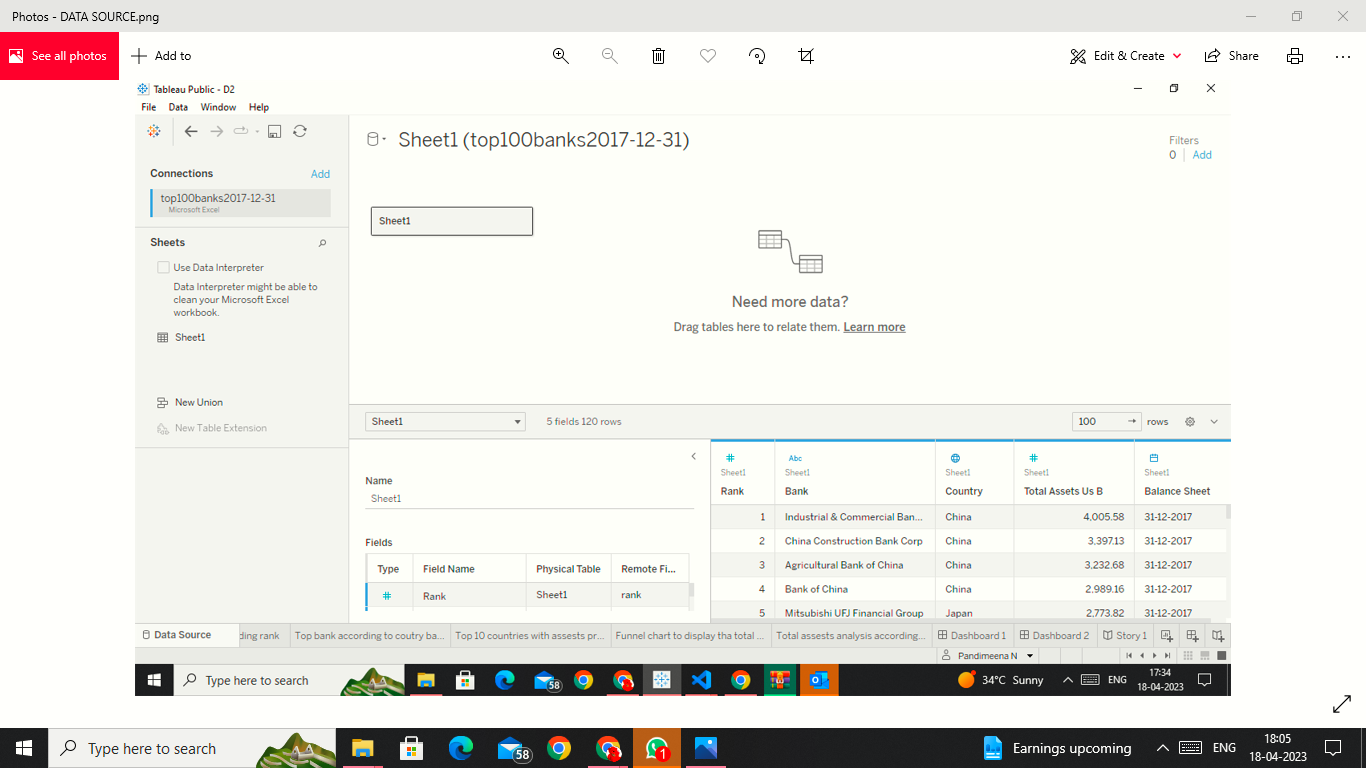 Photos - DATA SOURCE.png
See all photos
Add to
Edit & Create
Share
Tableau Public - D2
File Data Window Help
Sheet1 (top100banks2017-12-31)
Filters
0 Add
Connections Add
top100banks2017-12-31
Microsoft Excel
Sheet1
Sheets
Use Data Interpreter
Data Interpreter might be able to
clean your Microsoft Excel
workbook.
Sheet1
New Union
New Table Extension
Need more data?
Drag tables here to relate them. Learn more
Sheet1 5 fields 120 rows 100 rows
Name
Sheet1
Fields
Type Field Name Physical Table Remote Fi...
# Rank Sheet1 rank
# Abc #
Sheet1 Sheet1 Sheet1 Sheet1 Sheet1
Rank Bank Country Total Assets Us B Balance Sheet
1 Industrial & Commercial Ban... China 4,005.58 31-12-2017
2 China Construction Bank Corp China 3,397.13 31-12-2017
3 Agricultural Bank of China China 3,232.68 31-12-2017
4 Bank of China China 2,989.16 31-12-2017
5 Mitsubishi UFJ Financial Group Japan 2,773.82 31-12-2017
Data Source ding rank Top bank according to coutry ba... Top 10 countries with assests pr... Funnel chart to display tha total ... Total assests analysis according... Dashboard 1 Dashboard 2 Story 1
Pandimeena N
Type here to search 58 34°C Sunny ENG 17:34
18-04-2023
Type here to search 58 1 Earnings upcoming ENG 18:05
18-04-2023